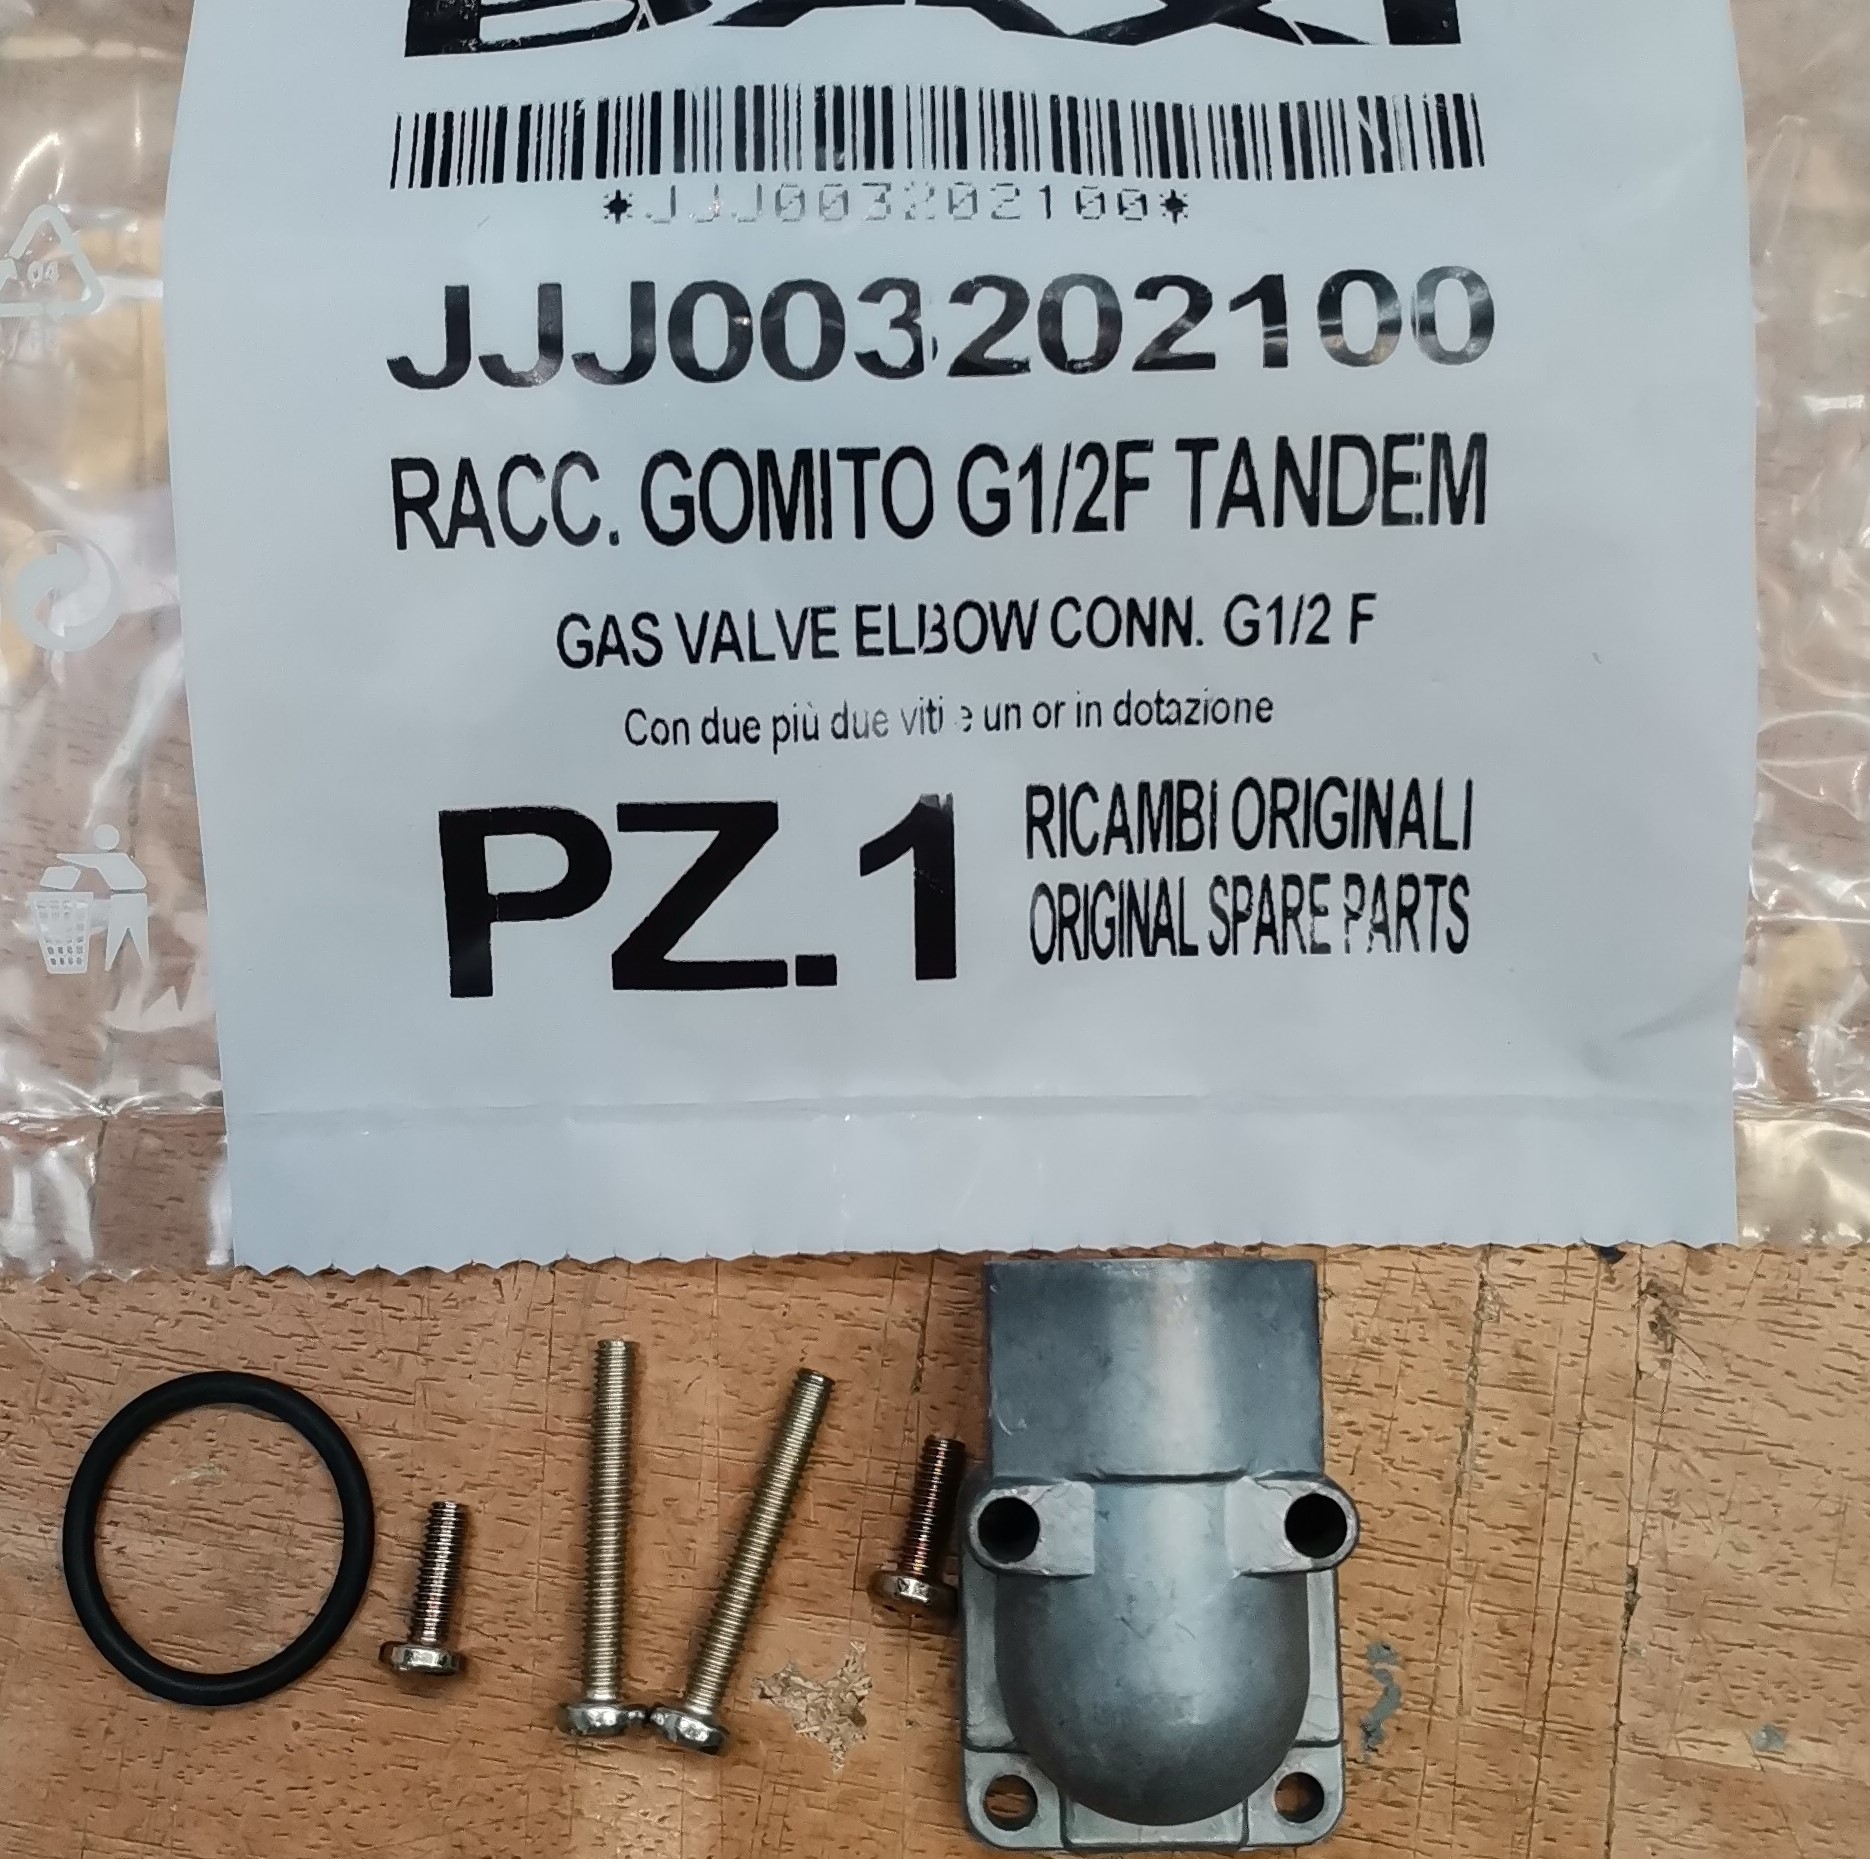 BAXI
*JJJ003202100*
JJJ003202100
RACC. GOMITO G1/2F TANDEM
GAS VALVE ELBOW CONN. G1/2 F
Con due più due viti e un or in dotazione
PZ.1
RICAMBI ORIGINALI
ORIGINAL SPARE PARTS